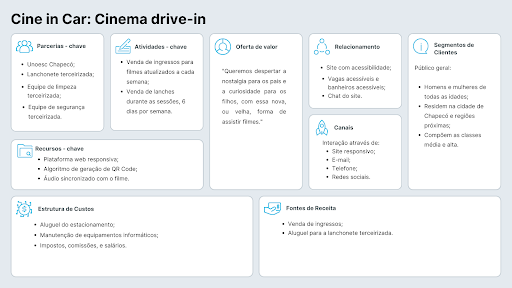 Cine in Car: Cinema drive-in
Parcerias - chave
Unoesc Chapecó;
Lanchonete terceirizada;
Equipe de limpeza
terceirizada;
Equipe de segurança
terceirizada.
Atividades - chave
Venda de ingressos para
filmes atualizados a cada
semana;
Venda de lanches
durante as sessões, 6
dias por semana.
Recursos - chave
Plataforma web responsiva;
Algoritmo de geração de QR Code;
Áudio sincronizado com o filme.
Oferta de valor
"Queremos despertar a
nostalgia para os pais e
a curiosidade para os
filhos, com essa nova,
ou velha, forma de
assistir filmes."
Relacionamento
Site com acessibilidade;
Vagas acessíveis e
banheiros acessíveis;
Chat do site.
Canais
Interação através de:
Site responsivo;
E-mail;
Telefone;
Redes sociais.
Segmentos de
Clientes
Público geral:
Homens e mulheres de
todas as idades;
Residem na cidade de
Chapecó e regiões
próximas;
Compõem as classes
média e alta.
Estrutura de Custos
Aluguel do estacionamento;
Manutenção de equipamentos informáticos;
Impostos, comissões, e salários.
Fontes de Receita
Venda de ingressos;
Aluguel para a lanchonete terceirizada.